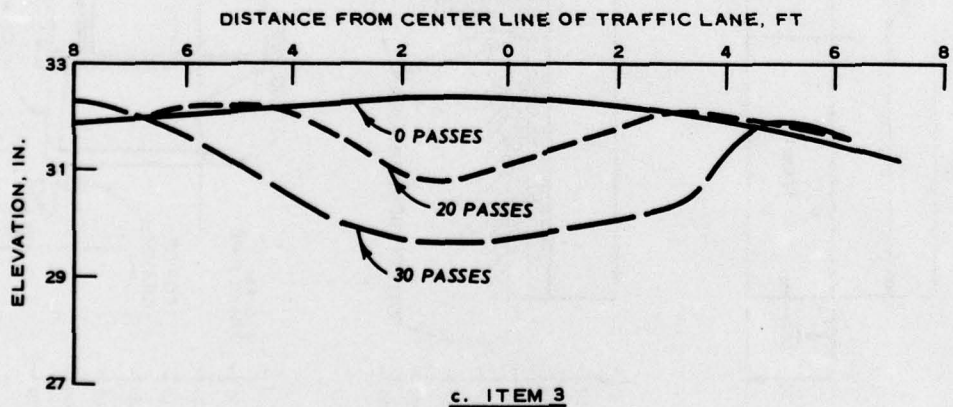 DISTANCE FROM CENTER LINE OF TRAFFIC LANE, FT
8 6 4 2 0 2 4 6 8
33
0 PASSES
31
20 PASSES
30 PASSES
29
27
ELEVATION, IN.
c. ITEM 3